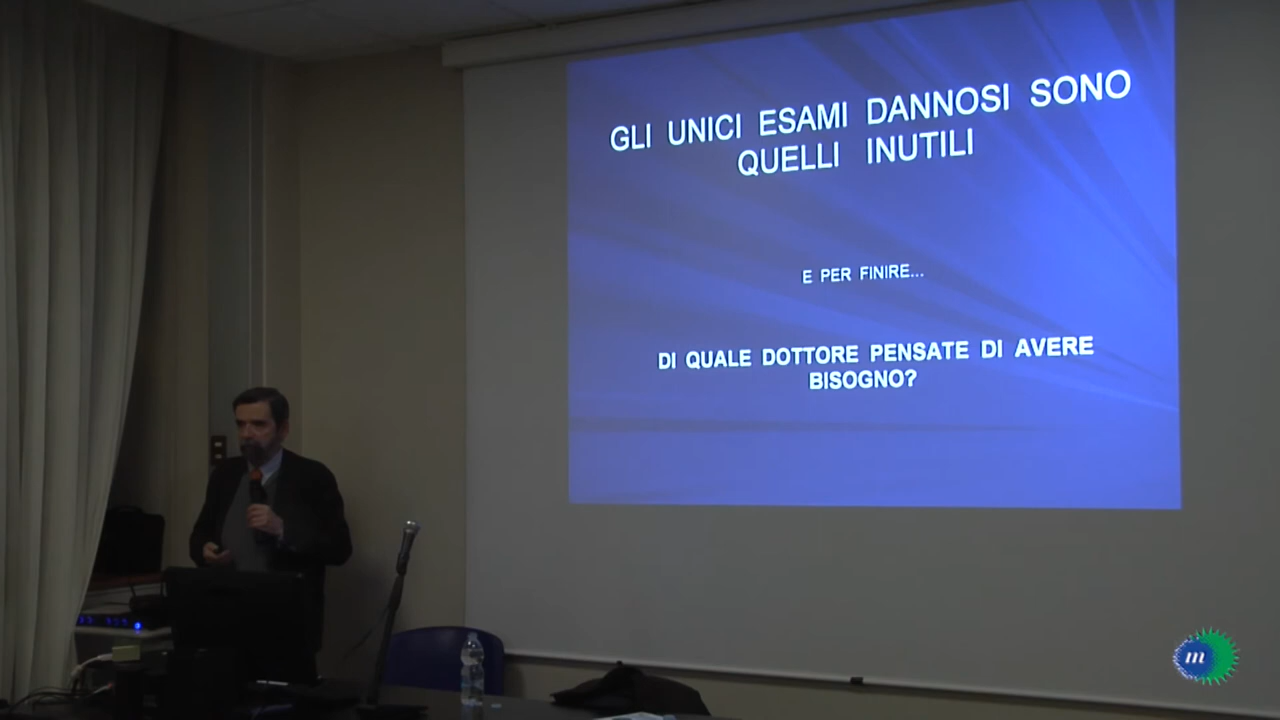 GLI UNICI ESAMI DANNOSI SONO
QUELLI INUTILI
E PER FINIRE...
DI QUALE DOTTORE PENSATE DI AVERE
BISOGNO?
m